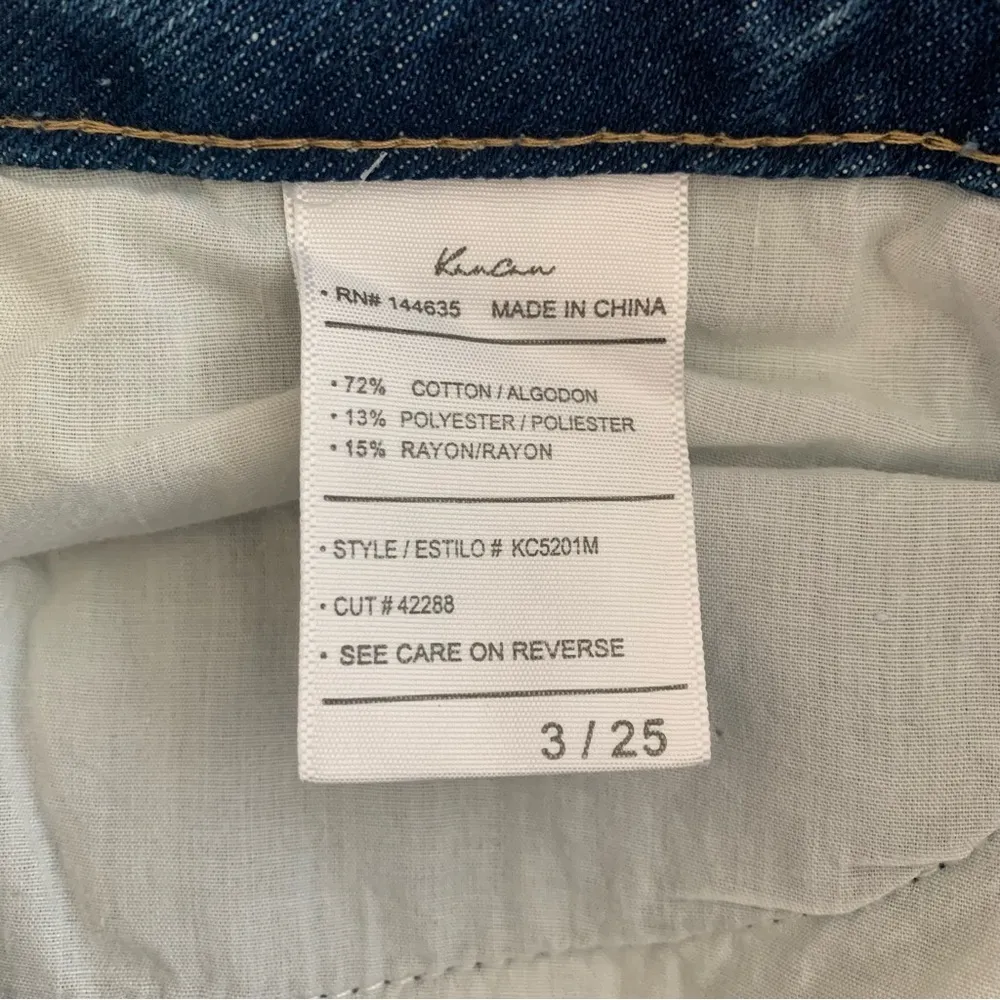 KanCan
• RN# 144635 MADE IN CHINA
• 72% COTTON / ALGODON
• 13% POLYESTER / POLIESTER
• 15% RAYON/RAYON
• STYLE / ESTILO # KC5201M
• CUT # 42288
• SEE CARE ON REVERSE
3 / 25